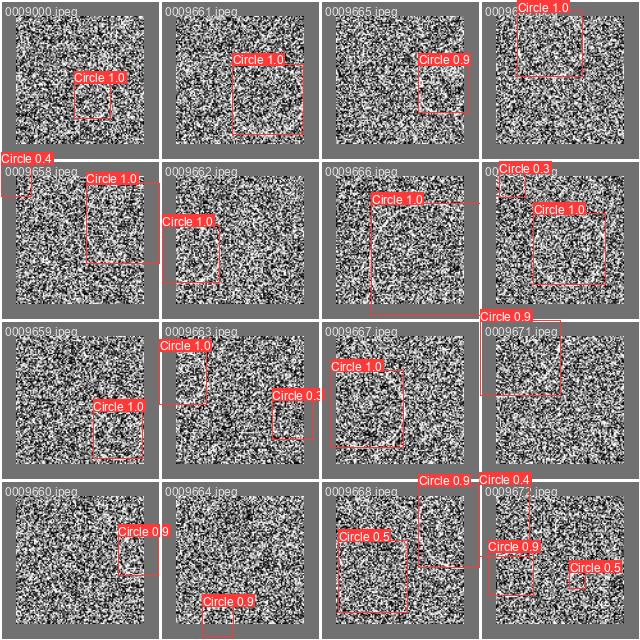 0009000.jpeg
Circle 1.0
0009661.jpeg
Circle 1.0
0009665.jpeg
Circle 0.9
Circle 1.0
Circle 0.4
0009658.jpeg
Circle 1.0
0009662.jpeg
Circle 1.0
0009666.jpeg
Circle 1.0
Circle 0.3
Circle 1.0
0009659.jpeg
Circle 1.0
0009663.jpeg
Circle 1.0
Circle 0.3
0009667.jpeg
Circle 1.0
Circle 0.9
0009671.jpeg
0009660.jpeg
Circle 0.9
0009664.jpeg
Circle 0.9
0009668.jpeg
Circle 0.9
Circle 0.5
Circle 0.4
0009672.jpeg
Circle 0.9
Circle 0.5